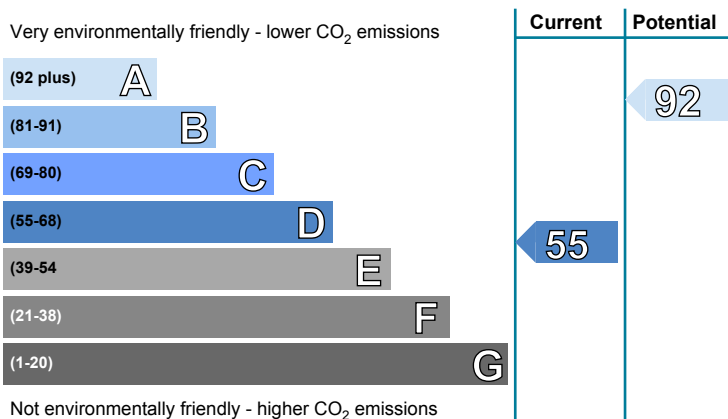 Current Potential
Very environmentally friendly - lower CO2 emissions
(92 plus) A
92
(81-91) B
(69-80) C
(55-68) D
55
(39-54 E
(21-38) F
(1-20) G
Not environmentally friendly - higher CO2 emissions